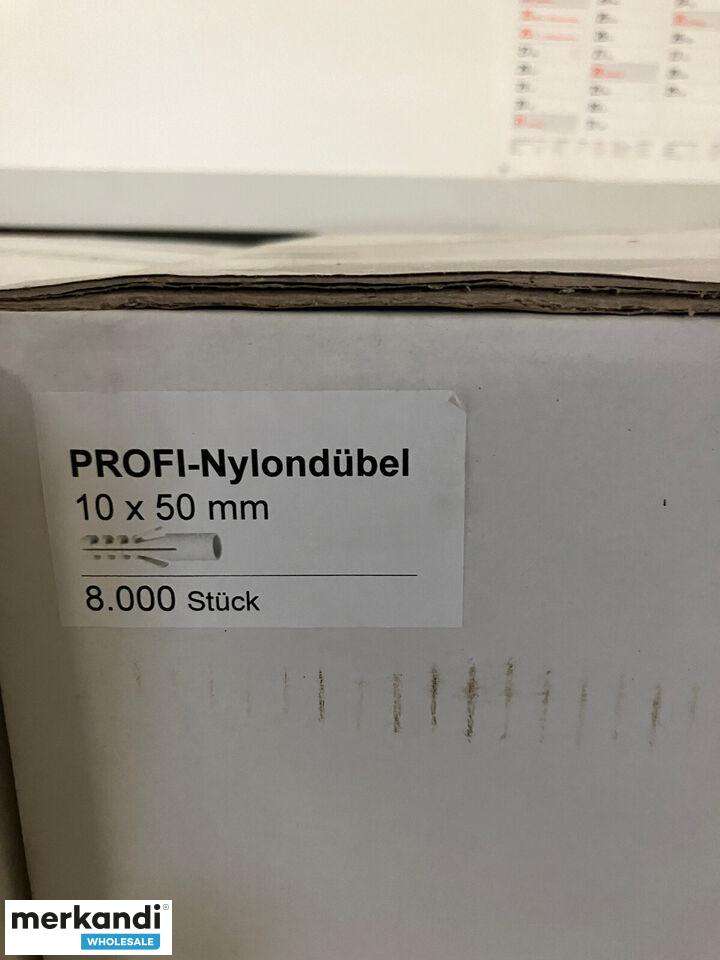 PROFI-Nylondübel
10 x 50 mm
8.000 Stück
merkandi®
WHOLESALE